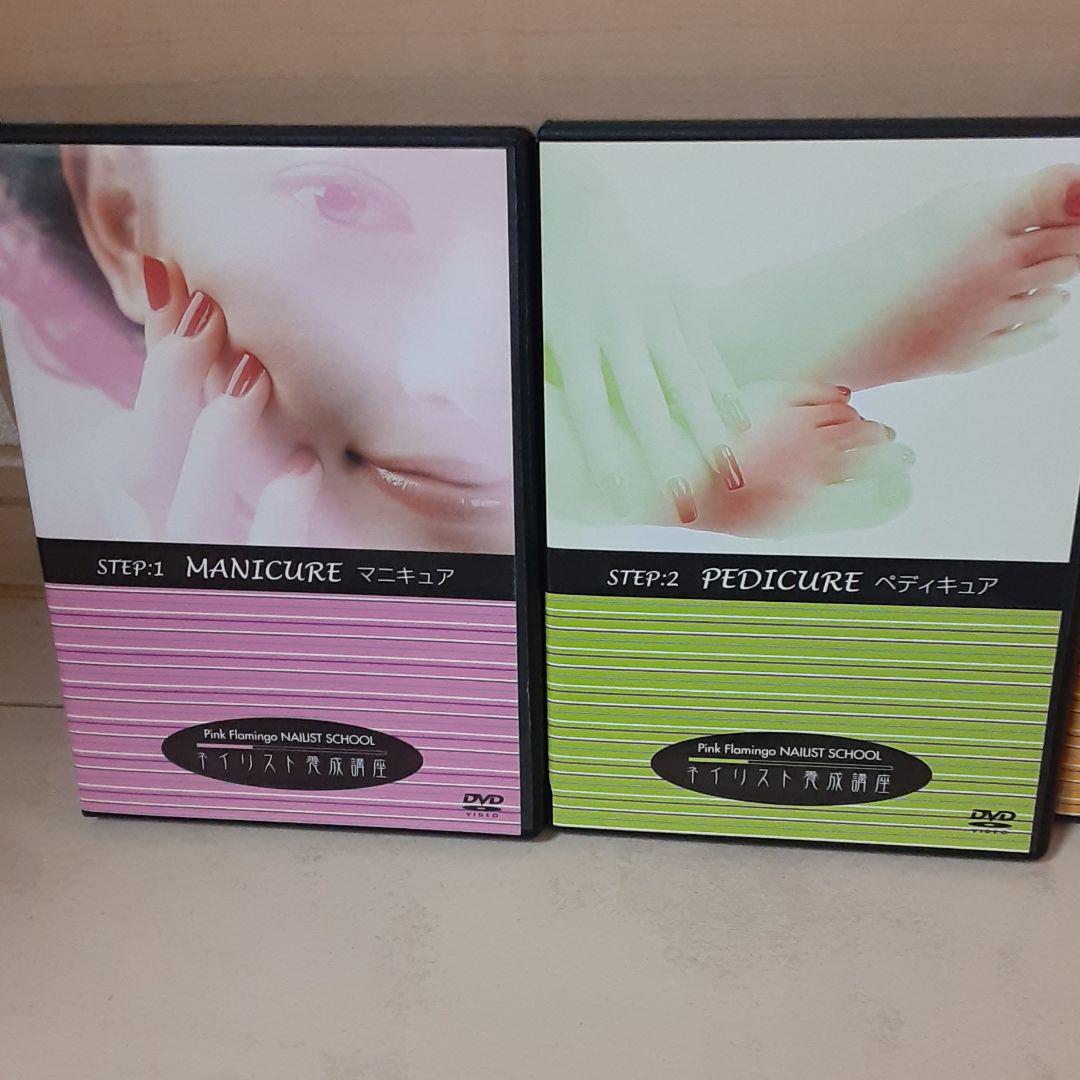 STEP:1 MANICURE マニキュア
Pink Flamingo NAILIST SCHOOL
ネイリスト養成講座
DVD
VIDEO
STEP:2 PEDICURE ペディキュア
Pink Flamingo NAILIST SCHOOL
ネイリスト養成講座
DVD
VIDEO